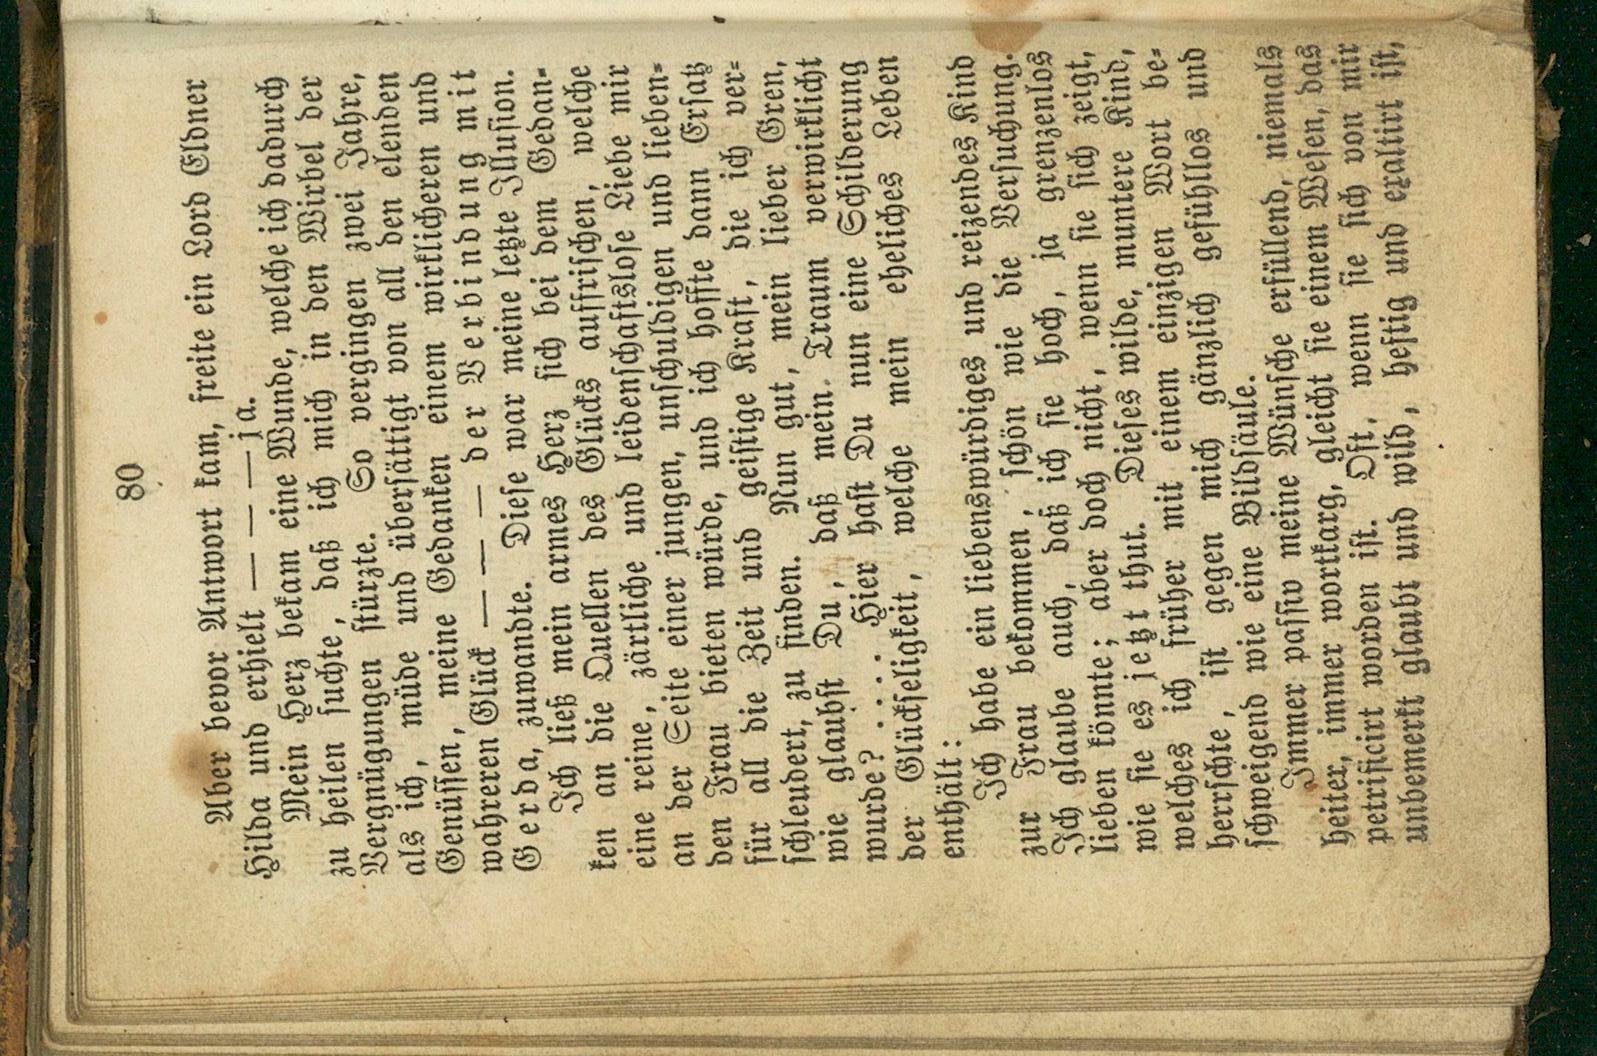 80
Aber bevor Antwort kam, freite ein Lord Eldner
Hilda und erhielt — — — ja.
Mein Herz bekam eine Wunde, welche ich dadurch
zu heilen suchte, daß ich mich in den Wirbel der
Vergnügungen stürzte. So vergingen zwei Jahre,
als ich, müde und übersätigt von all den elenden
Genüssen, meine Gedanken einem wirklicheren und
wahreren Glück — — — der Verbindung mit
Gerda, zuwandte. Diese war meine letzte Illusion.
Ich ließ mein armes Herz sich bei dem Gedan-
ken an die Quellen des Glücks auffrischen, welche
eine reine, zärtliche und leidenschaftslose Liebe mir
an der Seite einer jungen, unschuldigen und lieben-
den Frau bieten würde, und ich hoffte dann Ersatz
für all die Zeit und geistige Kraft, die ich ver-
schleudert, zu finden. Nun gut, mein lieber Gren,
wie glaubst Du, daß mein Traum verwirklicht
wurde? .... Hier hast Du nun eine Schilderung
der Glückseligkeit, welche mein eheliches Leben
enthält:
Ich habe ein liebenswürdiges und reizendes Kind
zur Frau bekommen, schön wie die Versuchung.
Ich glaube auch, daß ich sie hoch, ja grenzenlos
lieben könnte; aber doch nicht, wenn sie sich zeigt,
wie sie es jetzt thut. Dieses wilde, muntere Kind,
welches ich früher mit einem einzigen Wort be-
herrschte, ist gegen mich gänzlich gefühllos und
schweigend wie eine Bildsäule.
Immer passiv meine Wünsche erfüllend, niemals
heiter, immer wortkarg, gleicht sie einem Wesen, das
petrificirt worden ist. Oft, wenn sie sich von mir
unbemerkt glaubt und wild, heftig und exaltirt ist,